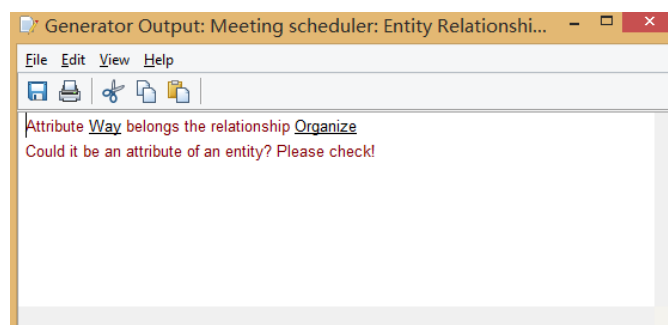 Generator Output: Meeting scheduler: Entity Relationshi...
File Edit View Help
Attribute Way belongs the relationship Organize
Could it be an attribute of an entity? Please check!